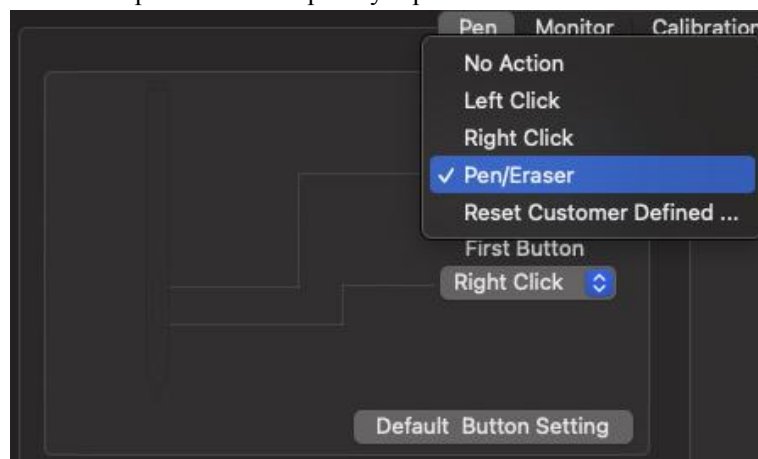 Pen Monitor Calibration
No Action
Left Click
Right Click
✓ Pen/Eraser
Reset Customer Defined ...
First Button
Right Click
Default Button Setting